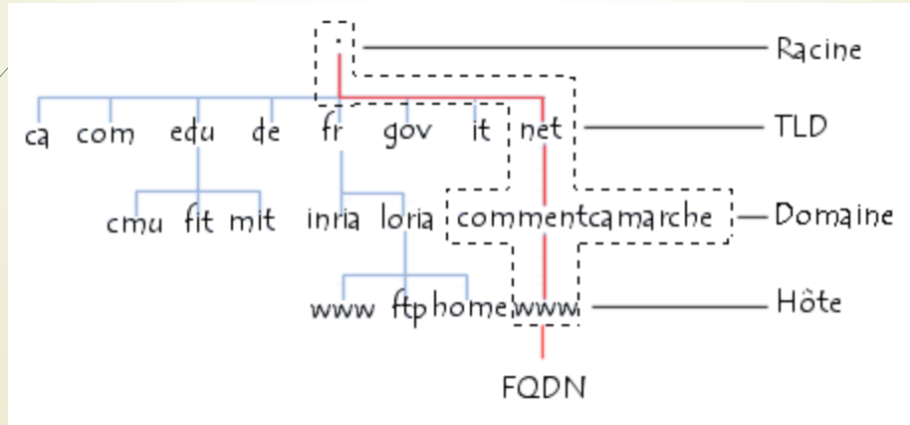 . Racine
ca com edu de fr gov it net TLD
cmu fit mit inria loria commentcamarche Domaine
www ftp home www Hôte
FQDN